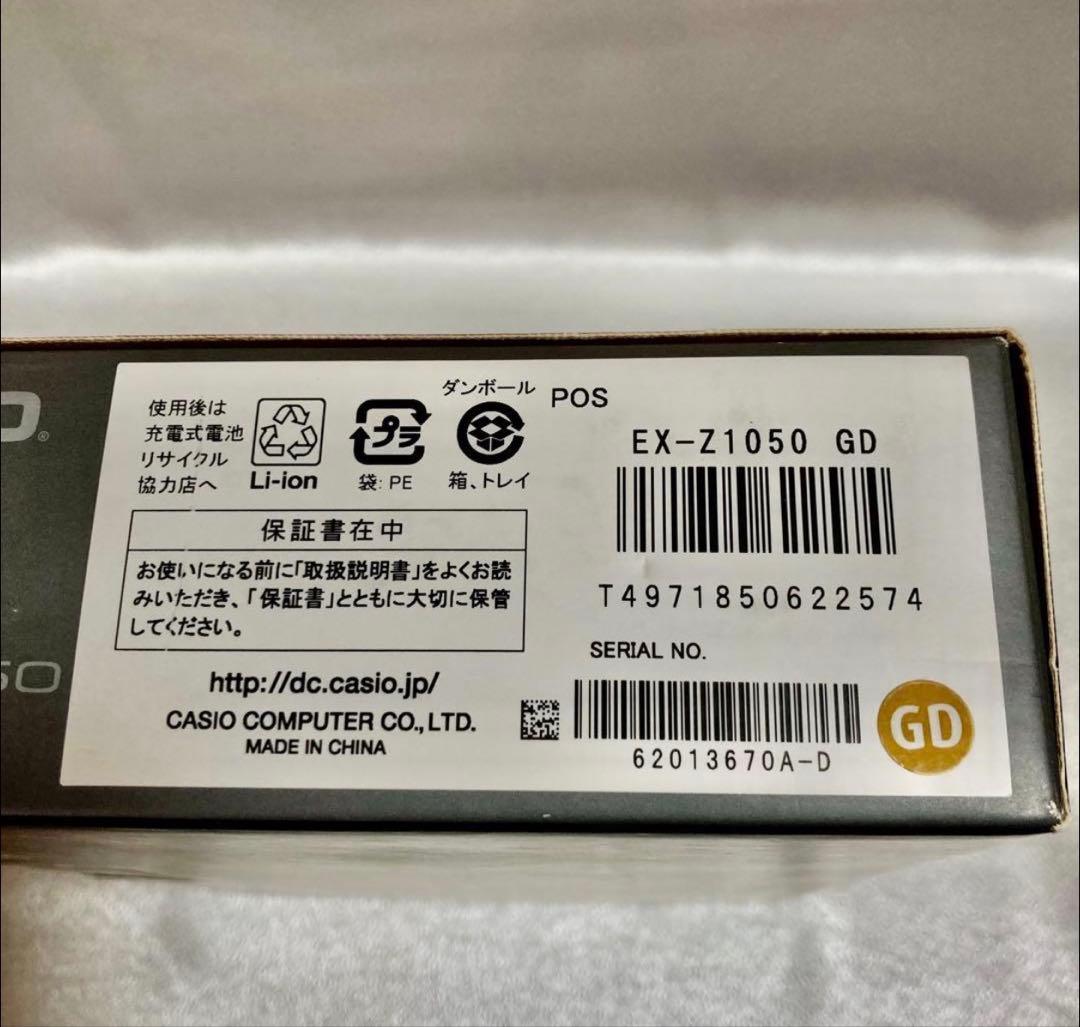 使用後は
充電式電池
リサイクル
協力店へ
Li-ion
プラ
袋: PE
ダンボール
箱、トレイ
POS
EX-Z1050 GD
T4971850622574
保証書在中
お使いになる前に「取扱説明書」をよくお読
みいただき、「保証書」とともに大切に保管
してください。
http://dc.casio.jp/
CASIO COMPUTER CO., LTD.
MADE IN CHINA
SERIAL NO.
62013670A-D
GD
O®
50